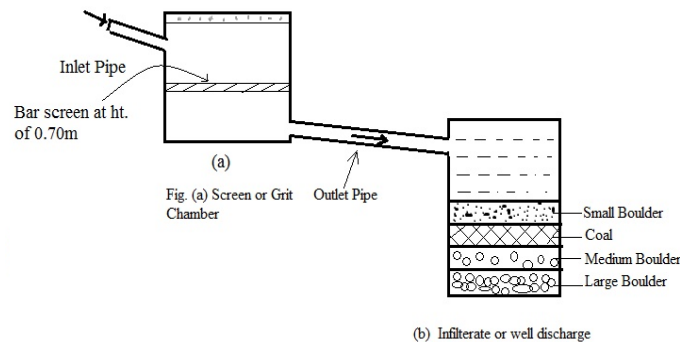 Inlet Pipe
Bar screen at ht.
of 0.70m
(a)
Fig. (a) Screen or Grit
Chamber
Outlet Pipe
Small Boulder
Coal
Medium Boulder
Large Boulder
(b) Infilterate or well discharge